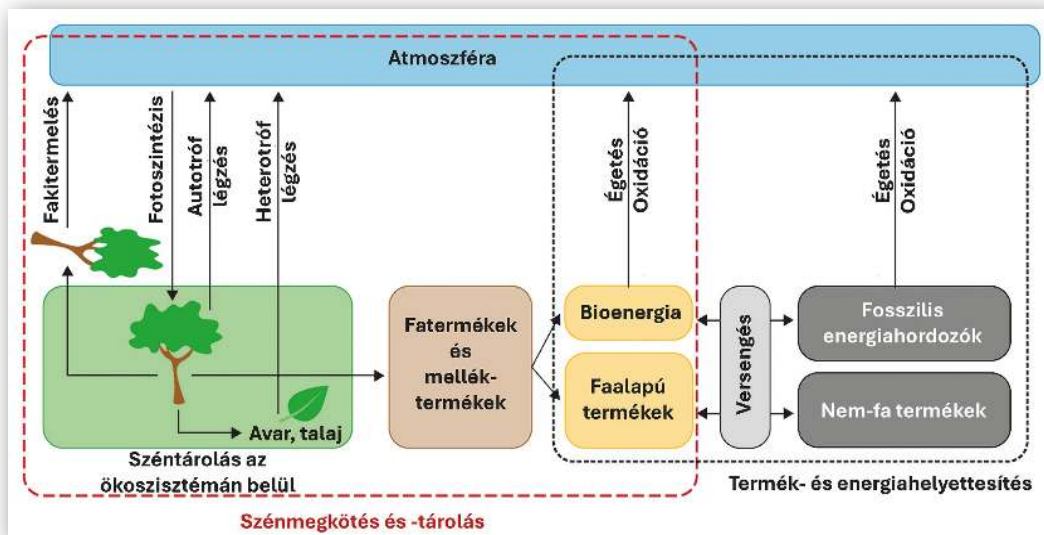 Atmoszféra
Fakitermelés
Fotoszintézis
Autotróf
légzés
Heterotróf
légzés
Égetés
Oxidáció
Égetés
Oxidáció
Fatermékek
és
mellék-
termékek
Bioenergia
Faalapú
termékek
Versengés
Fosszilis
energiahordozók
Nem-fa termékek
Avar, talaj
Széntárolás az
ökoszisztémán belül
Termék- és energiahelyettesítés
Szénmegkötés és -tárolás